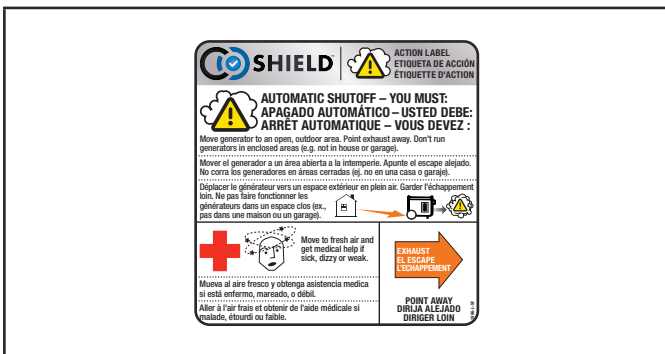 CO SHIELD
ACTION LABEL
ETIQUETA DE ACCIÓN
ÉTIQUETTE D'ACTION
AUTOMATIC SHUTOFF – YOU MUST:
APAGADO AUTOMÁTICO – USTED DEBE:
ARRÊT AUTOMATIQUE – VOUS DEVEZ :
Move generator to an open, outdoor area. Point exhaust away. Don't run
generators in enclosed areas (e.g. not in house or garage).
Mover el generador a un área abierta a la intemperie. Apunte el escape alejado.
No corra los generadores en áreas cerradas (ej. no en una casa o garaje).
Déplacer le générateur vers un espace extérieur en plein air. Garder l'échappement
loin. Ne pas faire fonctionner les
générateurs dans un espace clos (ex.,
pas dans une maison ou un garage).
Move to fresh air and
get medical help if
sick, dizzy or weak.
Mueva al aire fresco y obtenga asistencia medica
si está enfermo, mareado, o débil.
Aller à l'air frais et obtenir de l'aide médicale si
malade, étourdi ou faible.
EXHAUST
EL ESCAPE
L'ECHAPPEMENT
POINT AWAY
DIRIJA ALEJADO
DIRIGER LOIN